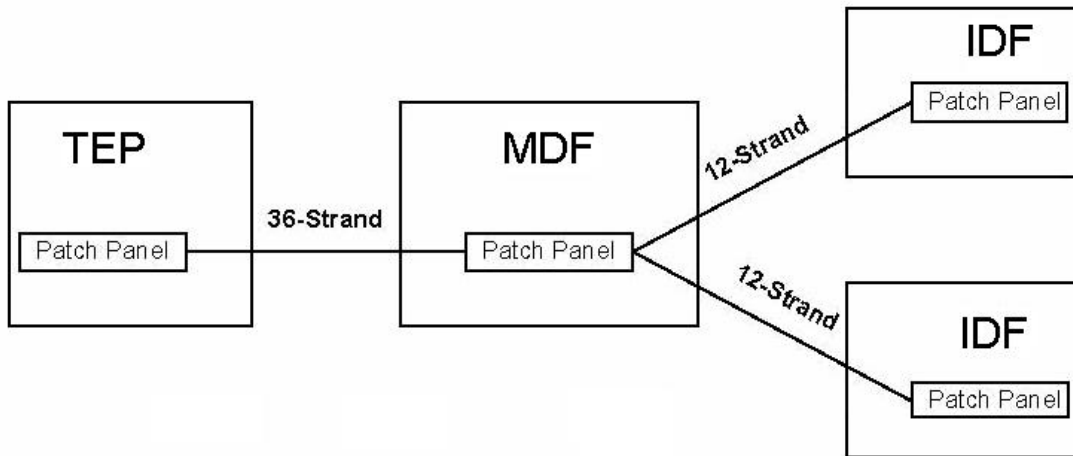 TEP
Patch Panel
36-Strand
MDF
Patch Panel
12-Strand
12-Strand
IDF
Patch Panel
IDF
Patch Panel